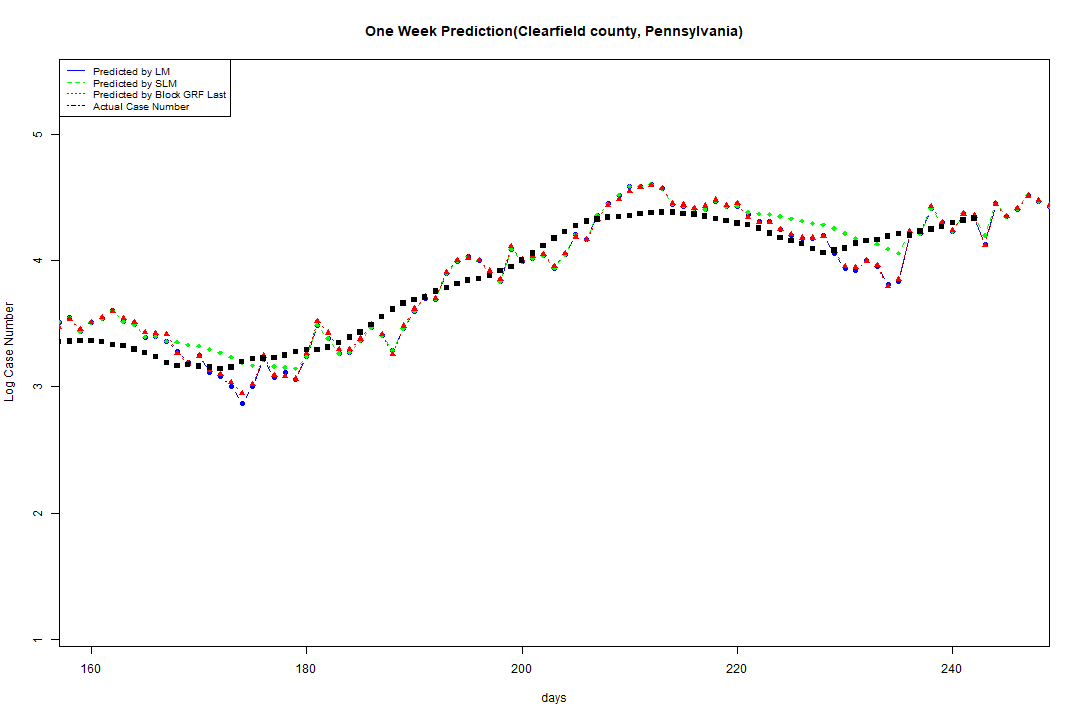 One Week Prediction(Clearfield county, Pennsylvania)
Predicted by LM
Predicted by SLM
Predicted by Block GRF Last
Actual Case Number
5
4
3
2
1
Log Case Number
160 180 200 220 240
days